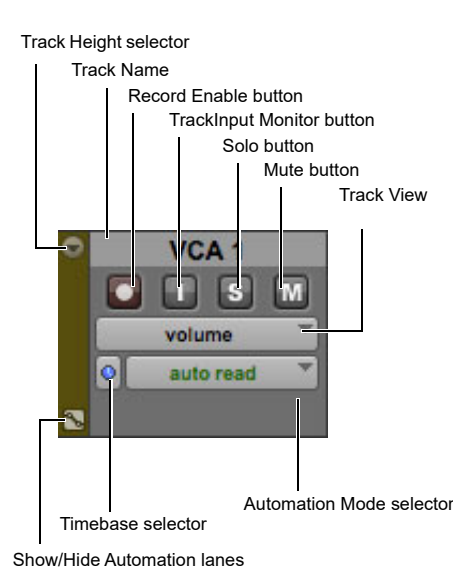 Track Height selector
Track Name
Record Enable button
TrackInput Monitor button
Solo button
Mute button
Track View
VCA 1
I S M
volume
auto read
Automation Mode selector
Timebase selector
Show/Hide Automation lanes